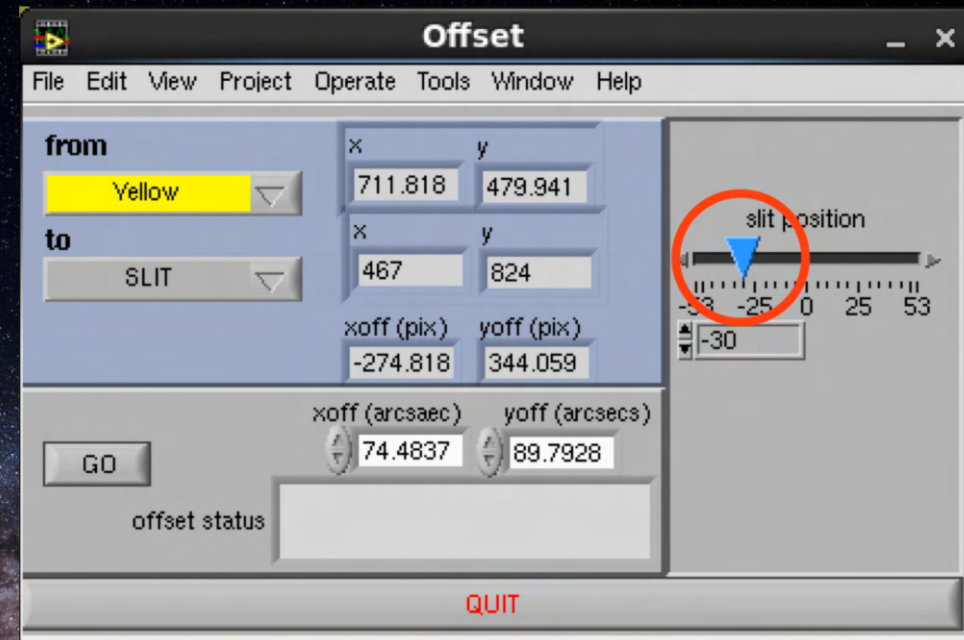 Offset
File Edit View Project Operate Tools Window Help
from
x y
Yellow
711.818 479.941
to
x y
SLIT
467 824
xoff (pix) yoff (pix)
-274.818 344.059
xoff (arcsaec) yoff (arcsecs)
GO
74.4837 89.7928
offset status
slit position
-53 -25 0 25 53
-30
QUIT